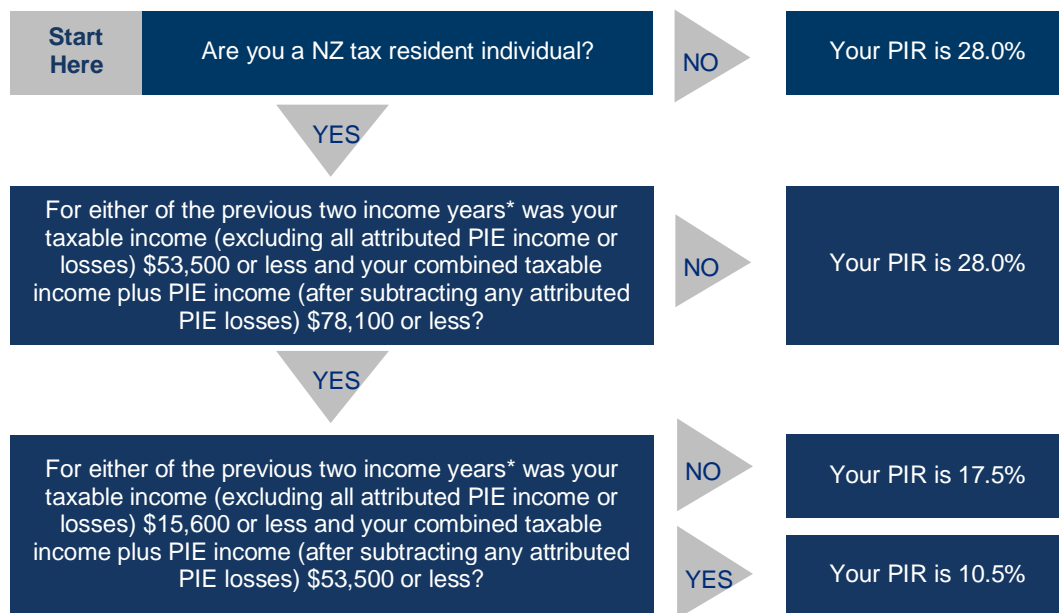 Start
Here
Are you a NZ tax resident individual?
NO
Your PIR is 28.0%
YES
For either of the previous two income years* was your
taxable income (excluding all attributed PIE income or
losses) $53,500 or less and your combined taxable
income plus PIE income (after subtracting any attributed
PIE losses) $78,100 or less?
NO
Your PIR is 28.0%
YES
For either of the previous two income years* was your
taxable income (excluding all attributed PIE income or
losses) $15,600 or less and your combined taxable
income plus PIE income (after subtracting any attributed
PIE losses) $53,500 or less?
NO
Your PIR is 17.5%
YES
Your PIR is 10.5%